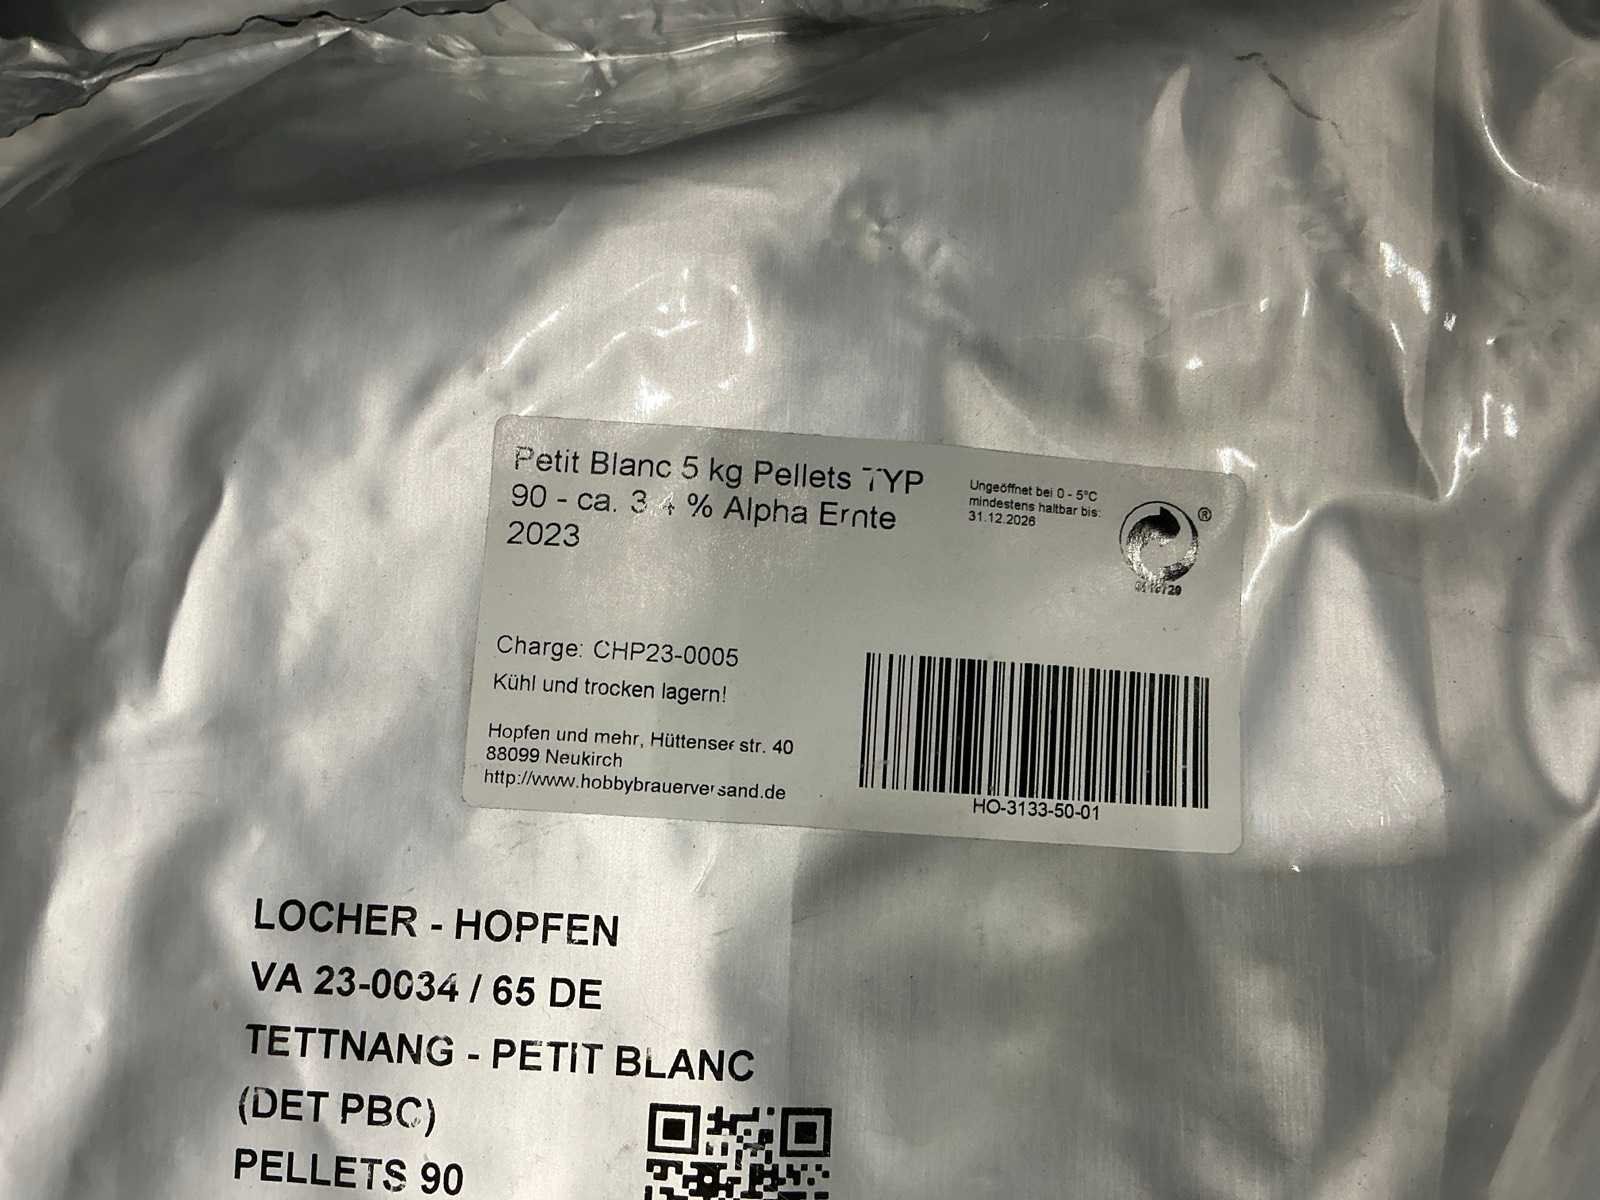 Petit Blanc 5 kg Pellets TYP
90 - ca. 3,4 % Alpha Ernte
2023
Ungeöffnet bei 0 - 5°C
mindestens haltbar bis:
31.12.2026
®
Charge: CHP23-0005
Kühl und trocken lagern!
Hopfen und mehr, Hüttenseestr. 40
88099 Neukirch
http://www.hobbybrauerversand.de
HO-3133-50-01
LOCHER - HOPFEN
VA 23-0034 / 65 DE
TETTNANG - PETIT BLANC
(DET PBC)
PELLETS 90